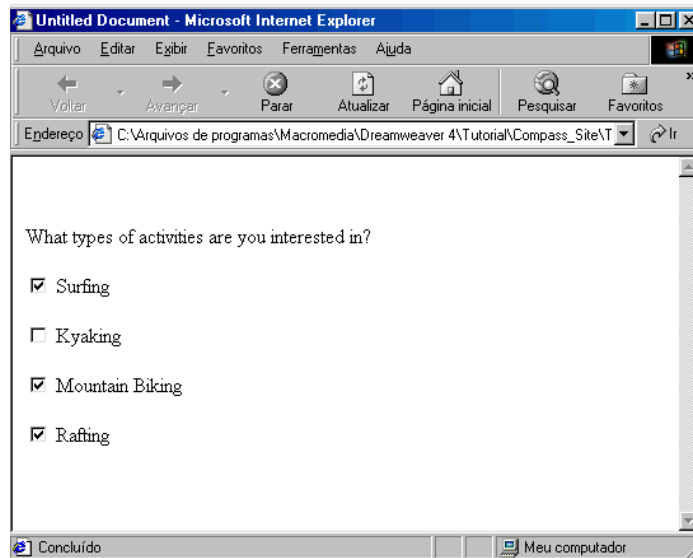 Untitled Document - Microsoft Internet Explorer
Arquivo Editar Exibir Favoritos Ferramentas Ajuda
Voltar Avançar Parar Atualizar Página inicial Pesquisar Favoritos »
Endereço C:\Arquivos de programas\Macromedia\Dreamweaver 4\Tutorial\Compass_Site\T Ir
What types of activities are you interested in?
Surfing
Kyaking
Mountain Biking
Rafting
Concluído Meu computador